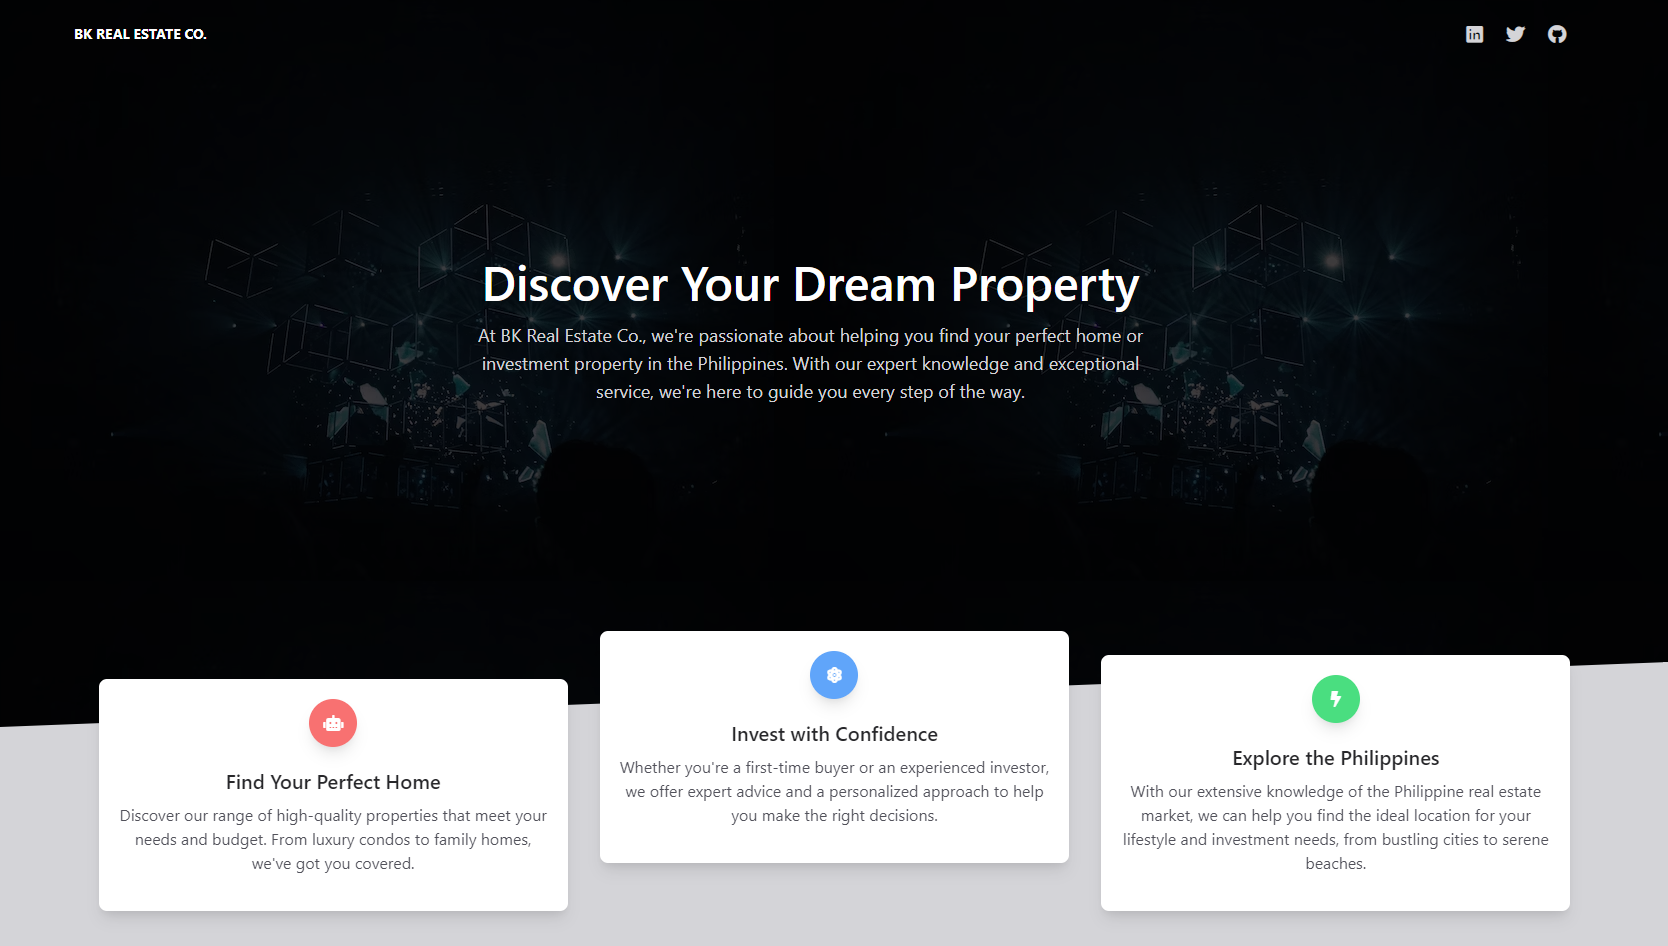 BK REAL ESTATE CO.
Discover Your Dream Property
At BK Real Estate Co., we're passionate about helping you find your perfect home or
investment property in the Philippines. With our expert knowledge and exceptional
service, we're here to guide you every step of the way.
Find Your Perfect Home
Discover our range of high-quality properties that meet your
needs and budget. From luxury condos to family homes,
we've got you covered.
Invest with Confidence
Whether you're a first-time buyer or an experienced investor,
we offer expert advice and a personalized approach to help
you make the right decisions.
Explore the Philippines
With our extensive knowledge of the Philippine real estate
market, we can help you find the ideal location for your
lifestyle and investment needs, from bustling cities to serene
beaches.